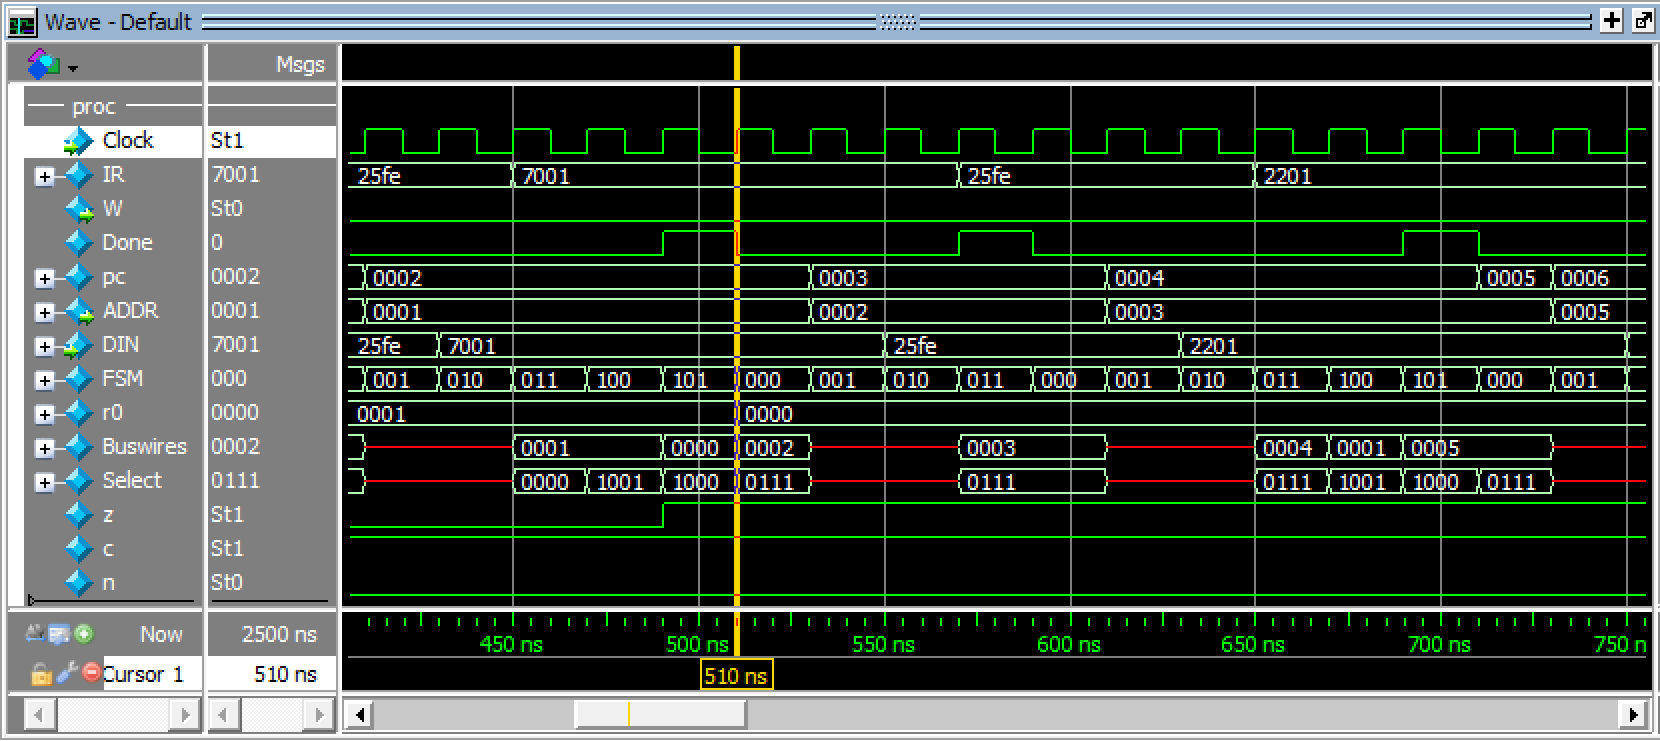 Wave - Default
Msgs
proc
Clock St1
IR 7001 25fe 7001 25fe 2201
W St0
Done 0
pc 0002 0002 0003 0004 0005 0006
ADDR 0001 0001 0002 0003 0005
DIN 7001 25fe 7001 25fe 2201
FSM 000 001 010 011 100 101 000 001 010 011 000 001 010 011 100 101 000 001
r0 0000 0001 0000
Buswires 0002 0001 0000 0002 0003 0004 0001 0005
Select 0111 0000 1001 1000 0111 0111 0111 1001 1000 0111
z St1
c St1
n St0
Now 2500 ns 450 ns 500 ns 550 ns 600 ns 650 ns 700 ns 750 n
Cursor 1 510 ns 510 ns